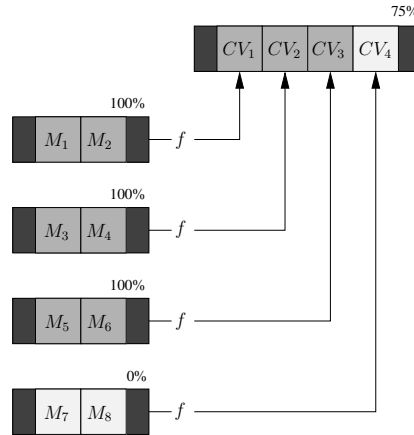 75%
CV₁ CV₂ CV₃ CV₄
100%
M₁ M₂ f
100%
M₃ M₄ f
100%
M₅ M₆ f
0%
M₇ M₈ f